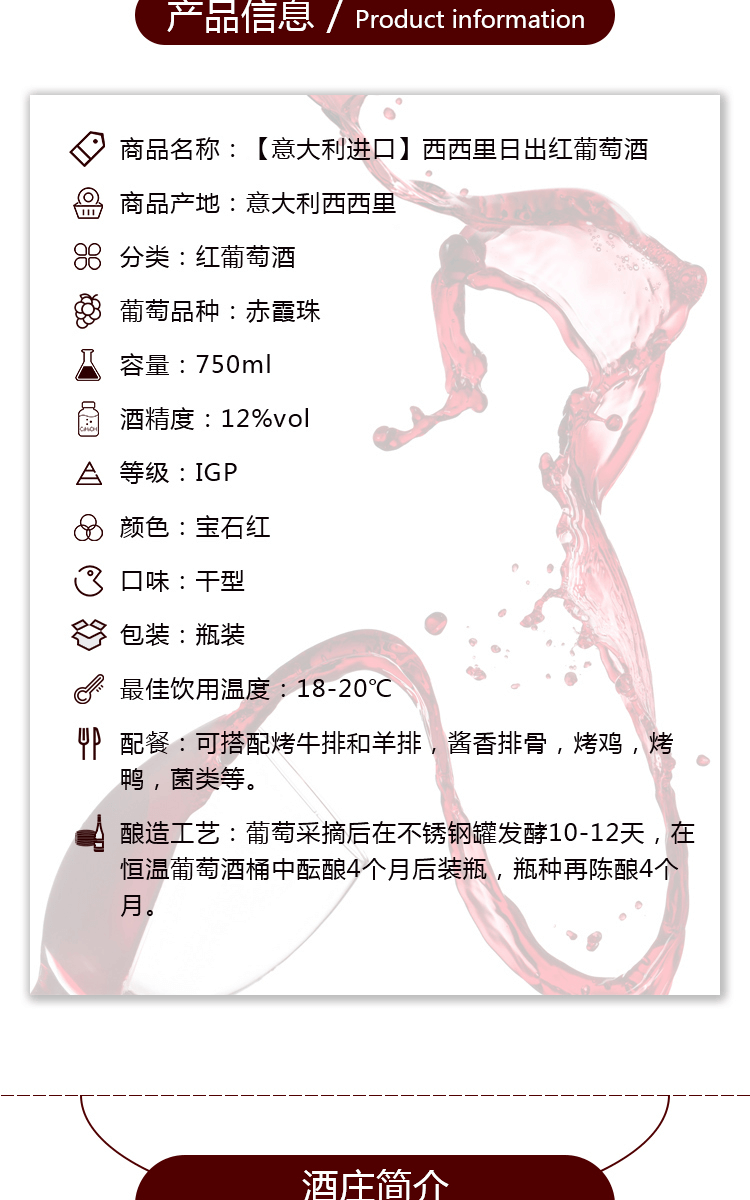 产品信息 / Product information
商品名称：【意大利进口】西西里日出红葡萄酒
商品产地：意大利西西里
分类：红葡萄酒
葡萄品种：赤霞珠
容量：750ml
C₂H₅OH
酒精度：12%vol
等级：IGP
颜色：宝石红
口味：干型
包装：瓶装
最佳饮用温度：18-20℃
配餐：可搭配烤牛排和羊排，酱香排骨，烤鸡，烤
鸭，菌类等。
酿造工艺：葡萄采摘后在不锈钢罐发酵10-12天，在
恒温葡萄酒桶中酝酿4个月后装瓶，瓶种再陈酿4个
月。
酒庄简介